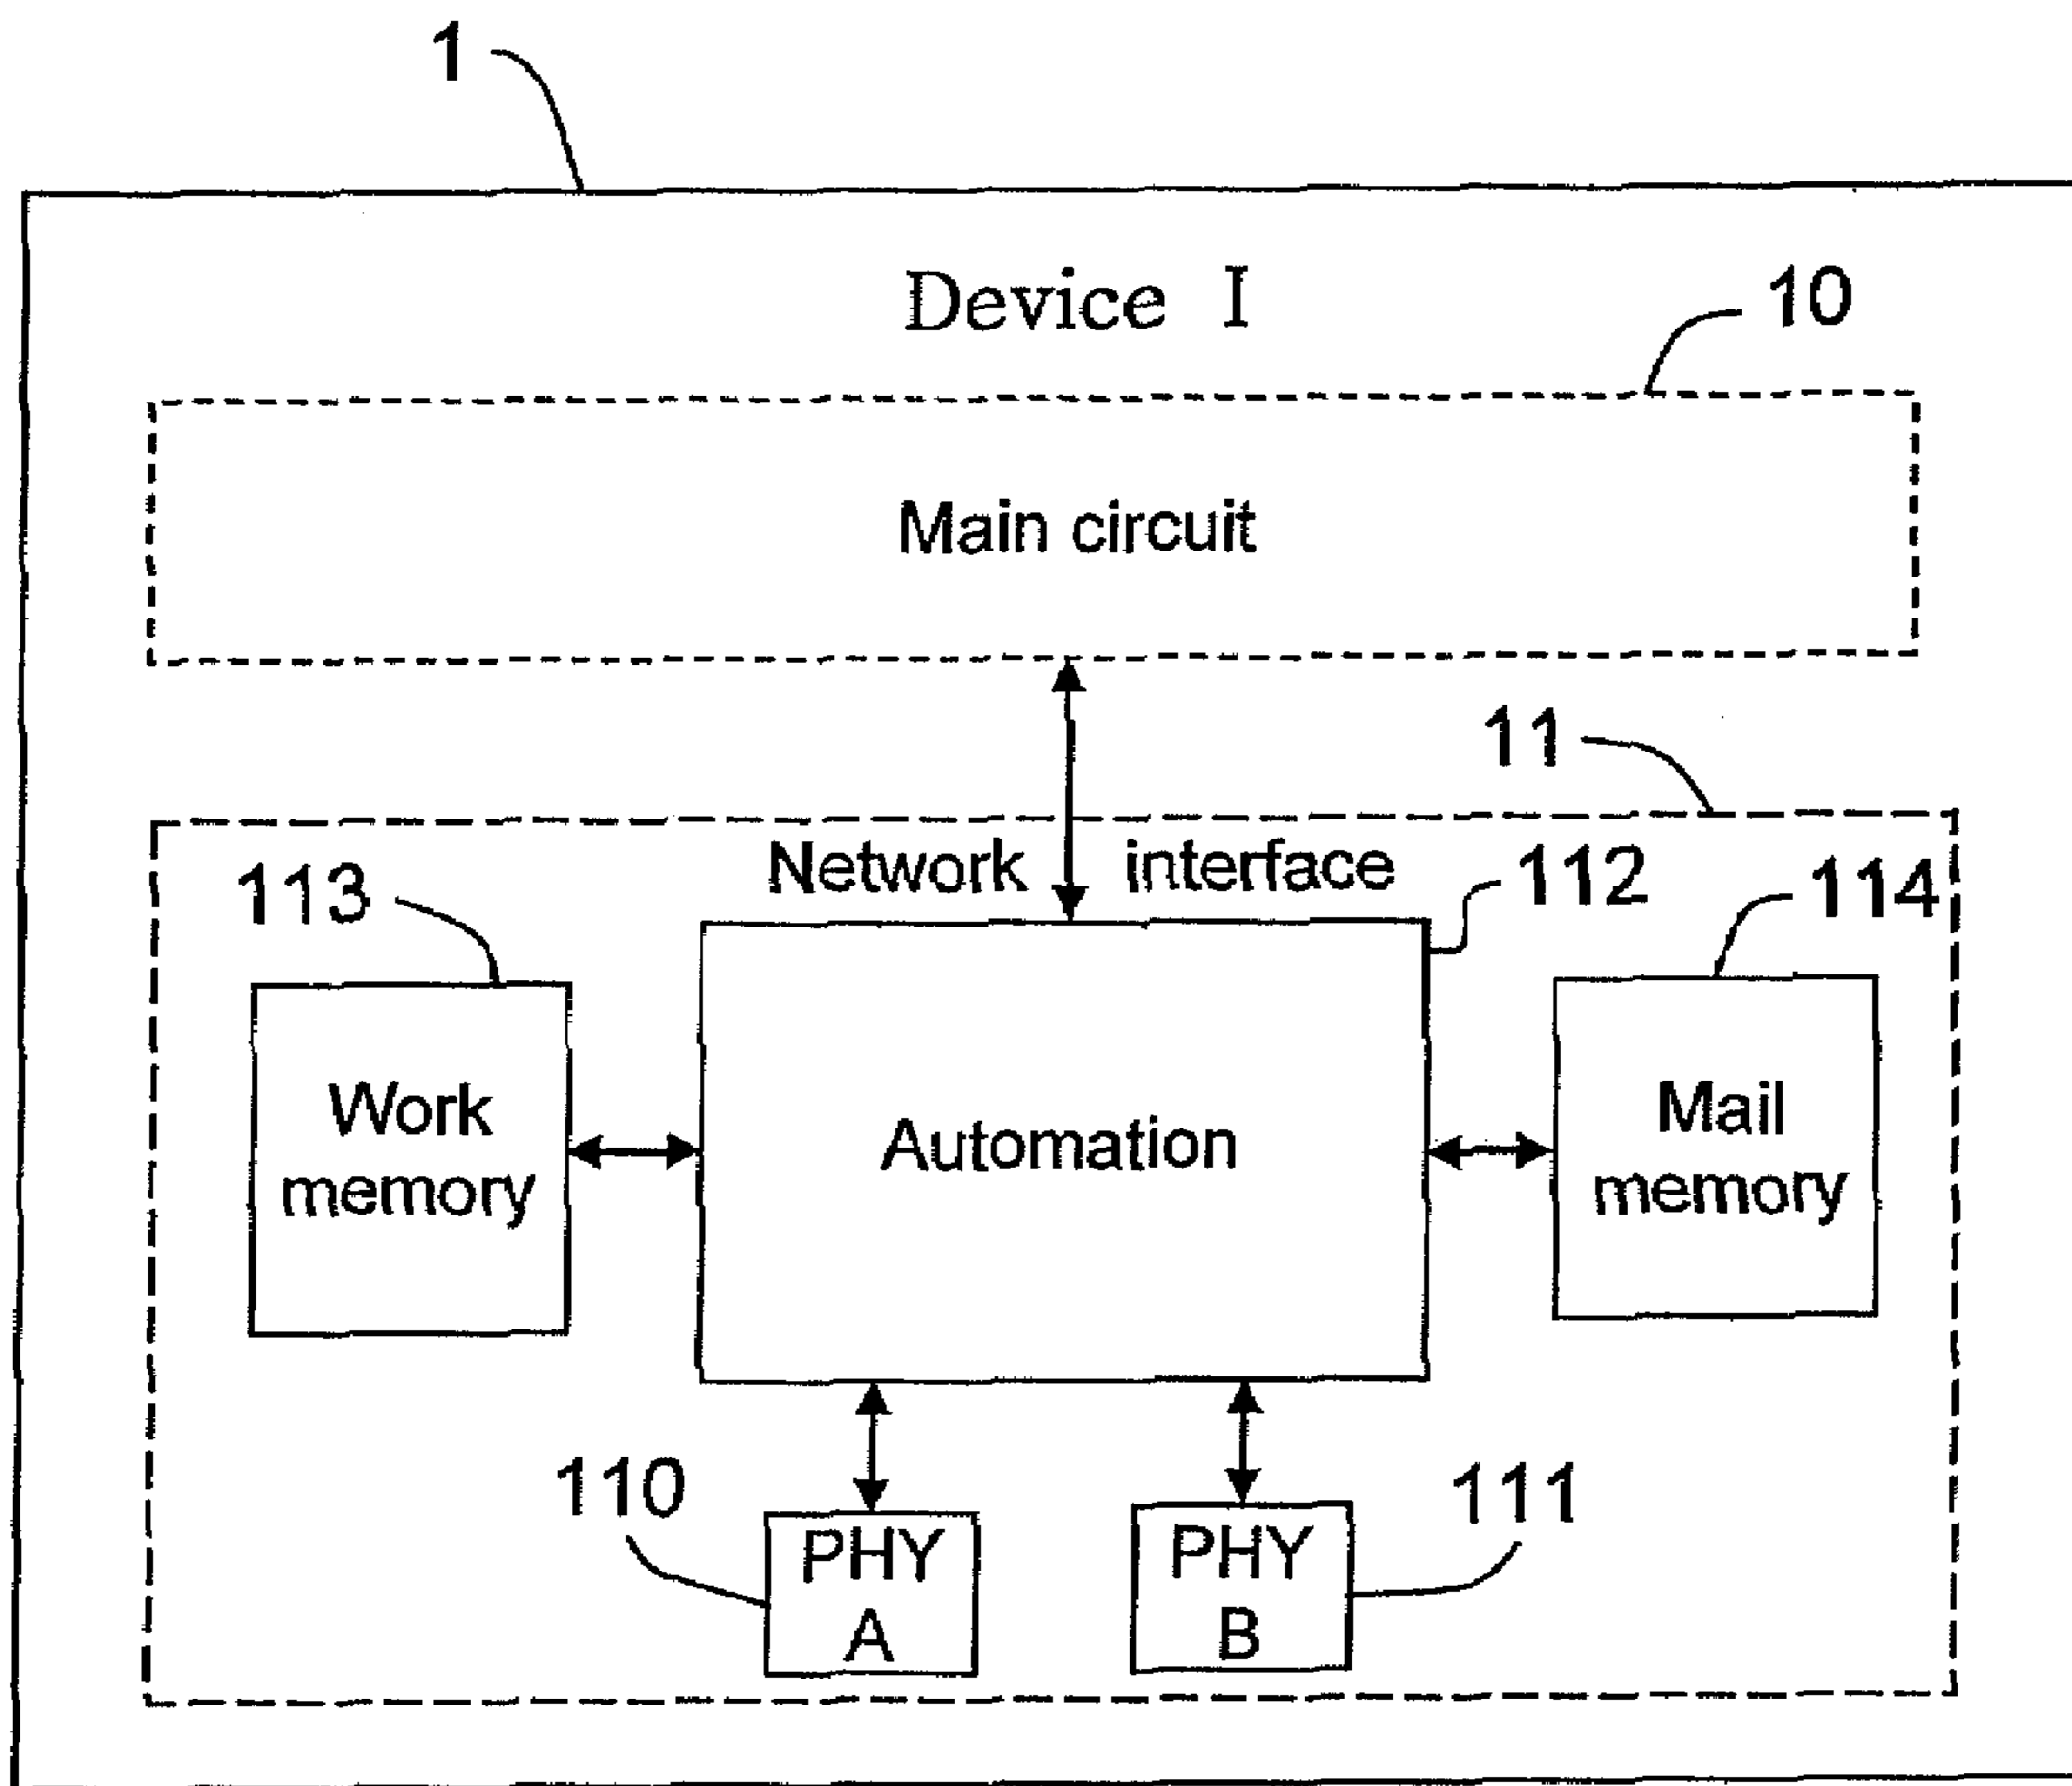 1
Device I
10
Main circuit
11
Network interface
112
113
114
Work
memory
Automation
Mail
memory
110
111
PHY
A
PHY
B